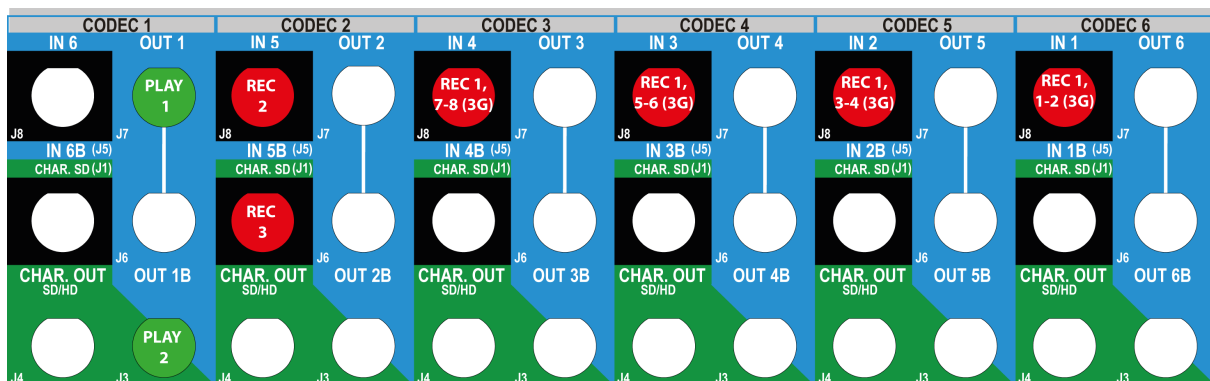 CODEC 1 CODEC 2 CODEC 3 CODEC 4 CODEC 5 CODEC 6
IN 6 OUT 1 IN 5 OUT 2 IN 4 OUT 3 IN 3 OUT 4 IN 2 OUT 5 IN 1 OUT 6
PLAY REC REC 1, REC 1, REC 1, REC 1,
1 2 7-8 (3G) 5-6 (3G) 3-4 (3G) 1-2 (3G)
J8 J7 J8 J7 J8 J7 J8 J7 J8 J7 J8 J7
IN 6B (J5) IN 5B (J5) IN 4B (J5) IN 3B (J5) IN 2B (J5) IN 1B (J5)
CHAR. SD (J1) CHAR. SD (J1) CHAR. SD (J1) CHAR. SD (J1) CHAR. SD (J1) CHAR. SD (J1)
REC
3
J6 J6 J6 J6 J6 J6
CHAR. OUT OUT 1B CHAR. OUT OUT 2B CHAR. OUT OUT 3B CHAR. OUT OUT 4B CHAR. OUT OUT 5B CHAR. OUT OUT 6B
SD/HD SD/HD SD/HD SD/HD SD/HD SD/HD
PLAY
2
J4 J3 J4 J3 J4 J3 J4 J3 J4 J3 J4 J3